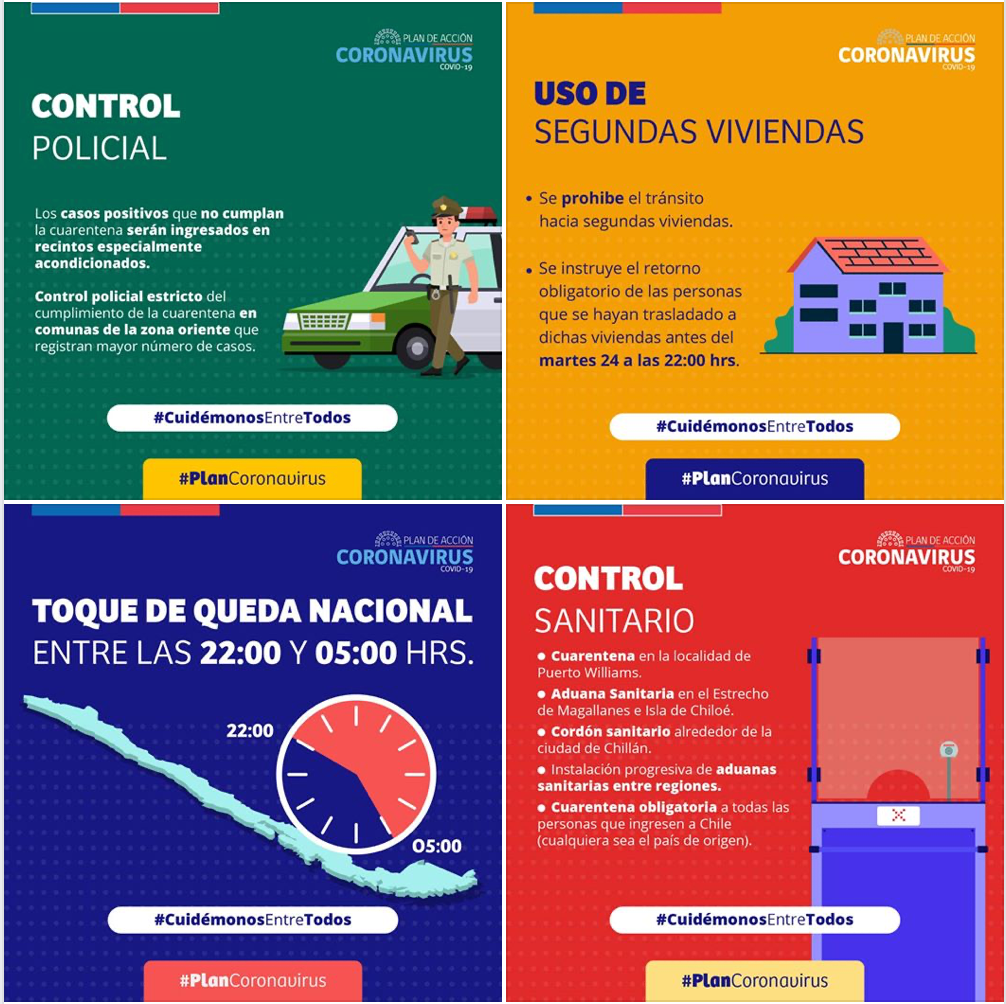 PLAN DE ACCIÓN
CORONAVIRUS
COVID-19
CONTROL
POLICIAL
Los casos positivos que no cumplan
la cuarentena serán ingresados en
recintos especialmente
acondicionados.
Control policial estricto del
cumplimiento de la cuarentena en
comunas de la zona oriente que
registran mayor número de casos.
#CuidémonosEntreTodos
#PlanCoronavirus
PLAN DE ACCIÓN
CORONAVIRUS
COVID-19
USO DE
SEGUNDAS VIVIENDAS
• Se prohibe el tránsito
hacia segundas viviendas.
• Se instruye el retorno
obligatorio de las personas
que se hayan trasladado a
dichas viviendas antes del
martes 24 a las 22:00 hrs.
#CuidémonosEntreTodos
#PlanCoronavirus
PLAN DE ACCIÓN
CORONAVIRUS
COVID-19
TOQUE DE QUEDA NACIONAL
ENTRE LAS 22:00 Y 05:00 HRS.
22:00
05:00
#CuidémonosEntreTodos
#PlanCoronavirus
PLAN DE ACCIÓN
CORONAVIRUS
COVID-19
CONTROL
SANITARIO
• Cuarentena en la localidad de
Puerto Williams.
• Aduana Sanitaria en el Estrecho
de Magallanes e Isla de Chiloé.
• Cordón sanitario alrededor de la
ciudad de Chillán.
• Instalación progresiva de aduanas
sanitarias entre regiones.
• Cuarentena obligatoria a todas las
personas que ingresen a Chile
(cualquiera sea el país de origen).
#CuidémonosEntreTodos
#PlanCoronavirus